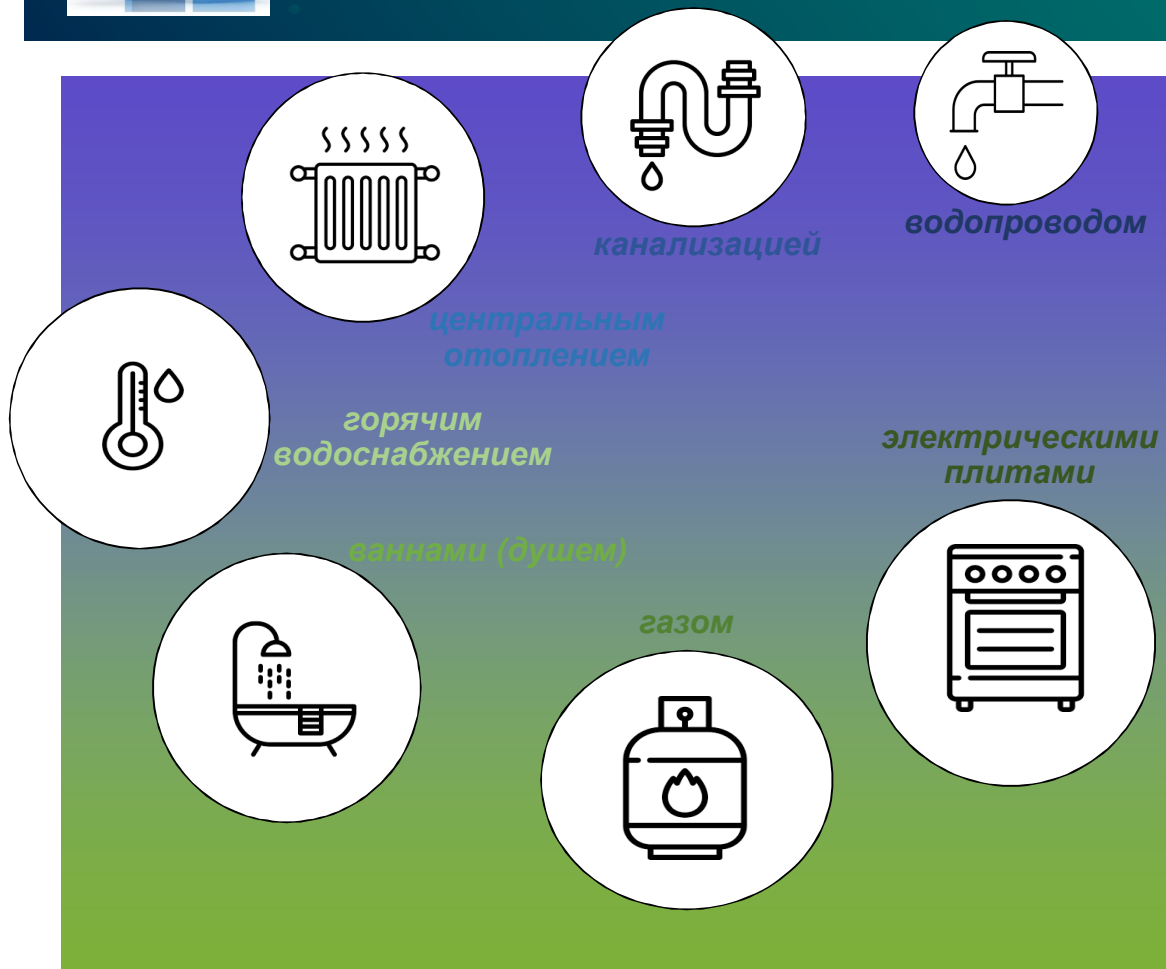 водопроводом
канализацией
центральным
отоплением
горячим
водоснабжением
электрическими
плитами
ваннами (душем)
газом